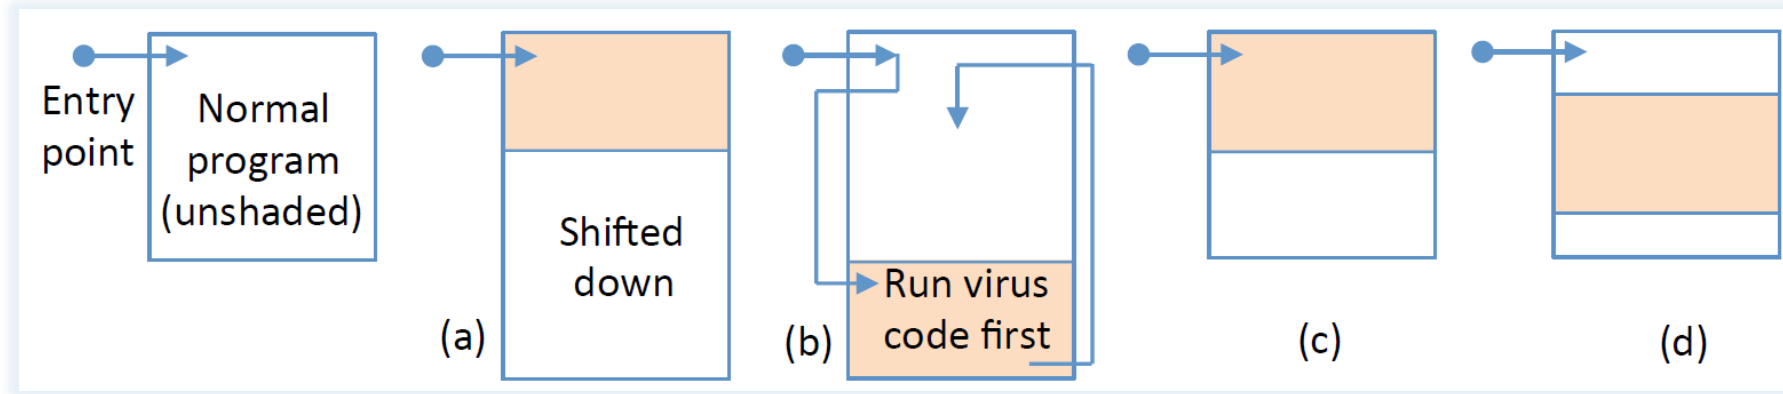 Entry
point
Normal
program
(unshaded)
(a)
Shifted
down
(b)
Run virus
code first
(c)
(d)